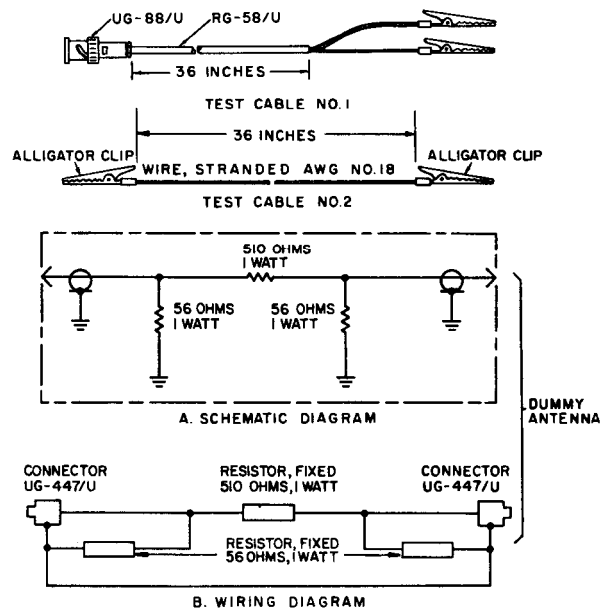 UG-88/U
RG-58/U
36 INCHES
TEST CABLE NO.1
36 INCHES
ALLIGATOR CLIP
WIRE, STRANDED AWG NO.18
ALLIGATOR CLIP
TEST CABLE NO.2
510 OHMS
1 WATT
56 OHMS
1 WATT
56 OHMS
1 WATT
A. SCHEMATIC DIAGRAM
DUMMY
ANTENNA
CONNECTOR
UG-447/U
RESISTOR, FIXED
510 OHMS, 1 WATT
CONNECTOR
UG-447/U
RESISTOR, FIXED
56 OHMS, 1 WATT
B. WIRING DIAGRAM